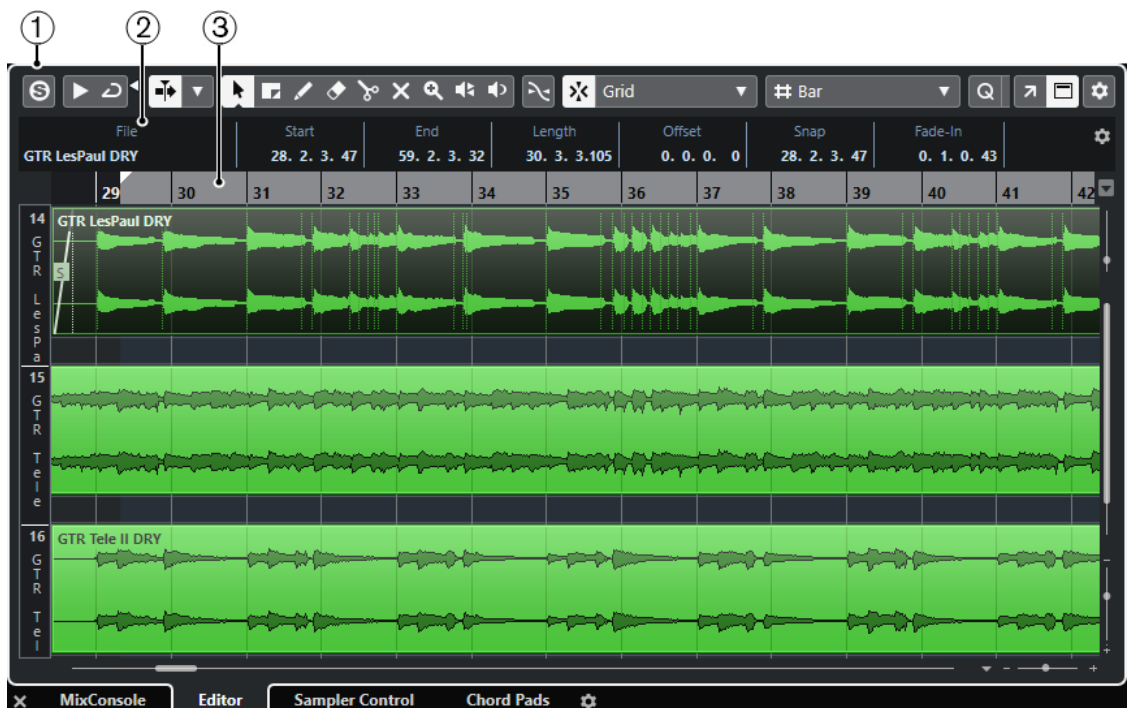 1 2 3
S Grid Bar Q
File Start End Length Offset Snap Fade-In
GTR LesPaul DRY 28. 2. 3. 47 59. 2. 3. 32 30. 3. 3.105 0. 0. 0. 0 28. 2. 3. 47 0. 1. 0. 43
29 30 31 32 33 34 35 36 37 38 39 40 41 42
14 GTR LesPaul DRY
S
GTR LesPa
15
GTR Tele
16 GTR Tele II DRY
GTR Tel
MixConsole Editor Sampler Control Chord Pads